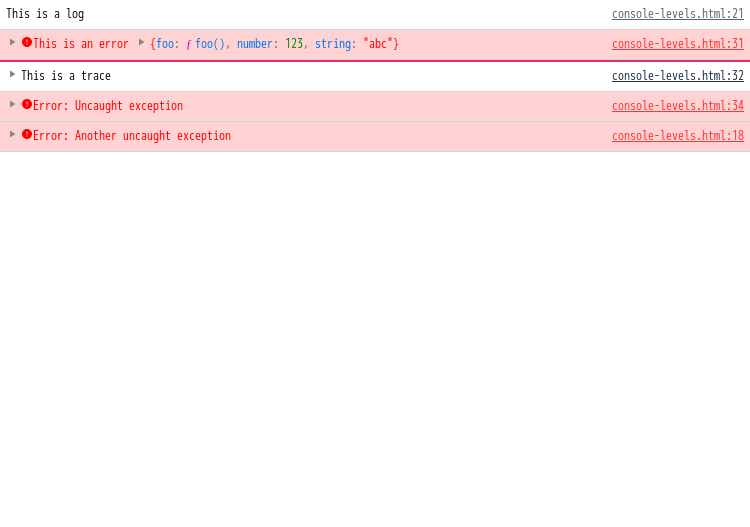 This is a log console-levels.html:21
This is an error {foo: ƒ foo(), number: 123, string: "abc"} console-levels.html:31
This is a trace console-levels.html:32
Error: Uncaught exception console-levels.html:34
Error: Another uncaught exception console-levels.html:18